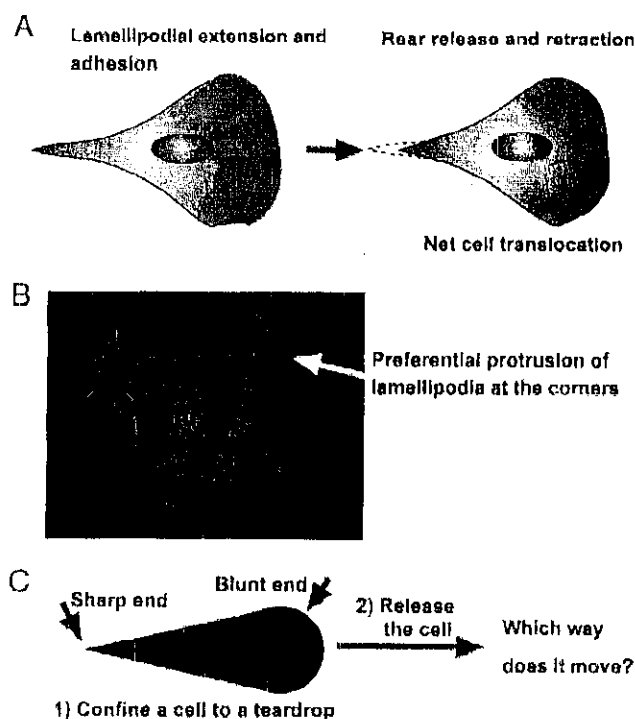 A
Lamellipodial extension and
adhesion
Rear release and retraction
Net cell translocation
B
Preferential protrusion of
lamellipodia at the corners
C
Sharp end
Blunt end
2) Release
the cell
Which way
does it move?
1) Confine a cell to a teardrop